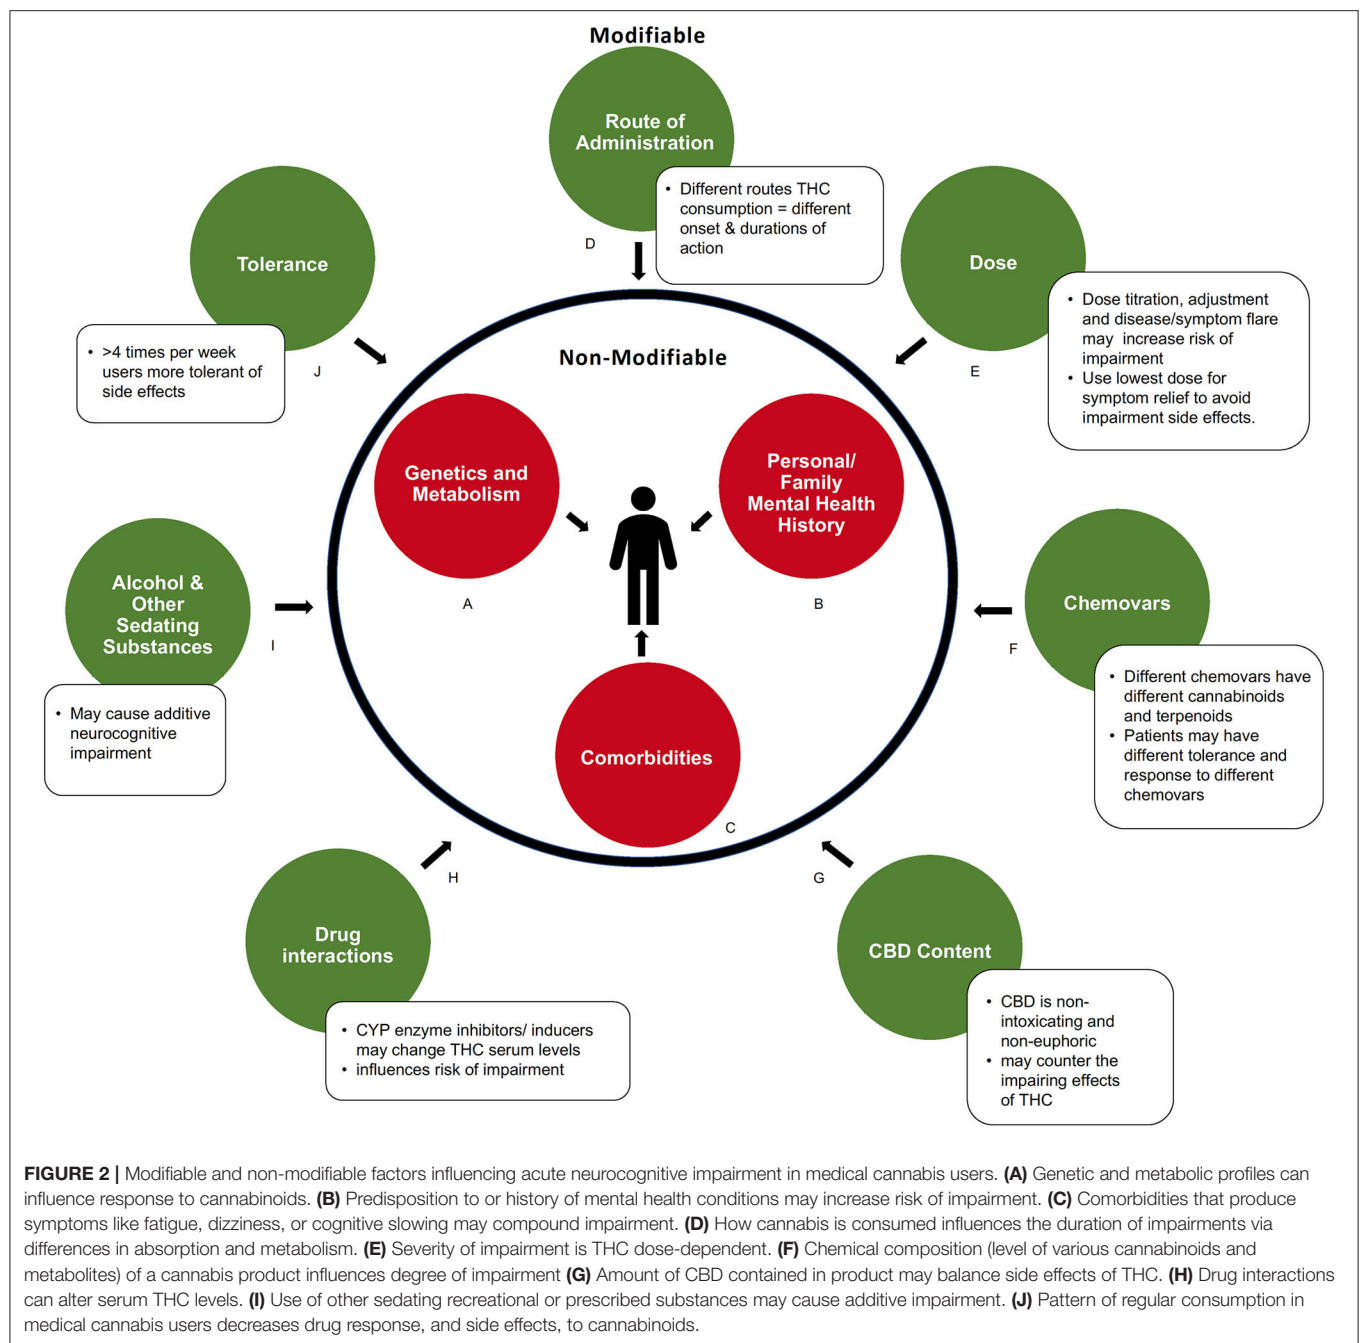 Modifiable
Route of
Administration
• Different routes THC
consumption = different
onset & durations of
action
D
Tolerance
• >4 times per week
users more tolerant of
side effects
J
Dose
• Dose titration, adjustment
and disease/symptom flare
may increase risk of
impairment
• Use lowest dose for
symptom relief to avoid
impairment side effects.
E
Non-Modifiable
Genetics and
Metabolism
A
Personal/
Family
Mental Health
History
B
Alcohol &
Other
Sedating
Substances
• May cause additive
neurocognitive
impairment
I
Chemovars
• Different chemovars have
different cannabinoids
and terpenoids
• Patients may have
different tolerance and
response to different
chemovars
F
Comorbidities
C
Drug
interactions
• CYP enzyme inhibitors/ inducers
may change THC serum levels
• influences risk of impairment
H
CBD Content
• CBD is non-
intoxicating and
non-euphoric
• may counter the
impairing effects
of THC
G
FIGURE 2 | Modifiable and non-modifiable factors influencing acute neurocognitive impairment in medical cannabis users. (A) Genetic and metabolic profiles can
influence response to cannabinoids. (B) Predisposition to or history of mental health conditions may increase risk of impairment. (C) Comorbidities that produce
symptoms like fatigue, dizziness, or cognitive slowing may compound impairment. (D) How cannabis is consumed influences the duration of impairments via
differences in absorption and metabolism. (E) Severity of impairment is THC dose-dependent. (F) Chemical composition (level of various cannabinoids and
metabolites) of a cannabis product influences degree of impairment (G) Amount of CBD contained in product may balance side effects of THC. (H) Drug interactions
can alter serum THC levels. (I) Use of other sedating recreational or prescribed substances may cause additive impairment. (J) Pattern of regular consumption in
medical cannabis users decreases drug response, and side effects, to cannabinoids.